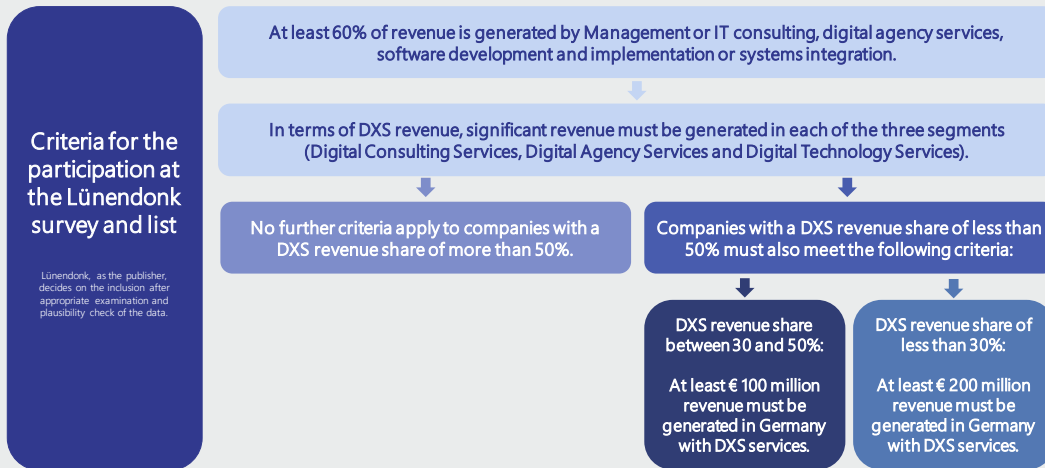 Criteria for the
participation at
the Lünendonk
survey and list
Lünendonk, as the publisher,
decides on the inclusion after
appropriate examination and
plausibility check of the data.
At least 60% of revenue is generated by Management or IT consulting, digital agency services,
software development and implementation or systems integration.
In terms of DXS revenue, significant revenue must be generated in each of the three segments
(Digital Consulting Services, Digital Agency Services and Digital Technology Services).
No further criteria apply to companies with a
DXS revenue share of more than 50%.
Companies with a DXS revenue share of less than
50% must also meet the following criteria:
DXS revenue share
between 30 and 50%:
At least € 100 million
revenue must be
generated in Germany
with DXS services.
DXS revenue share of
less than 30%:
At least € 200 million
revenue must be
generated in Germany
with DXS services.